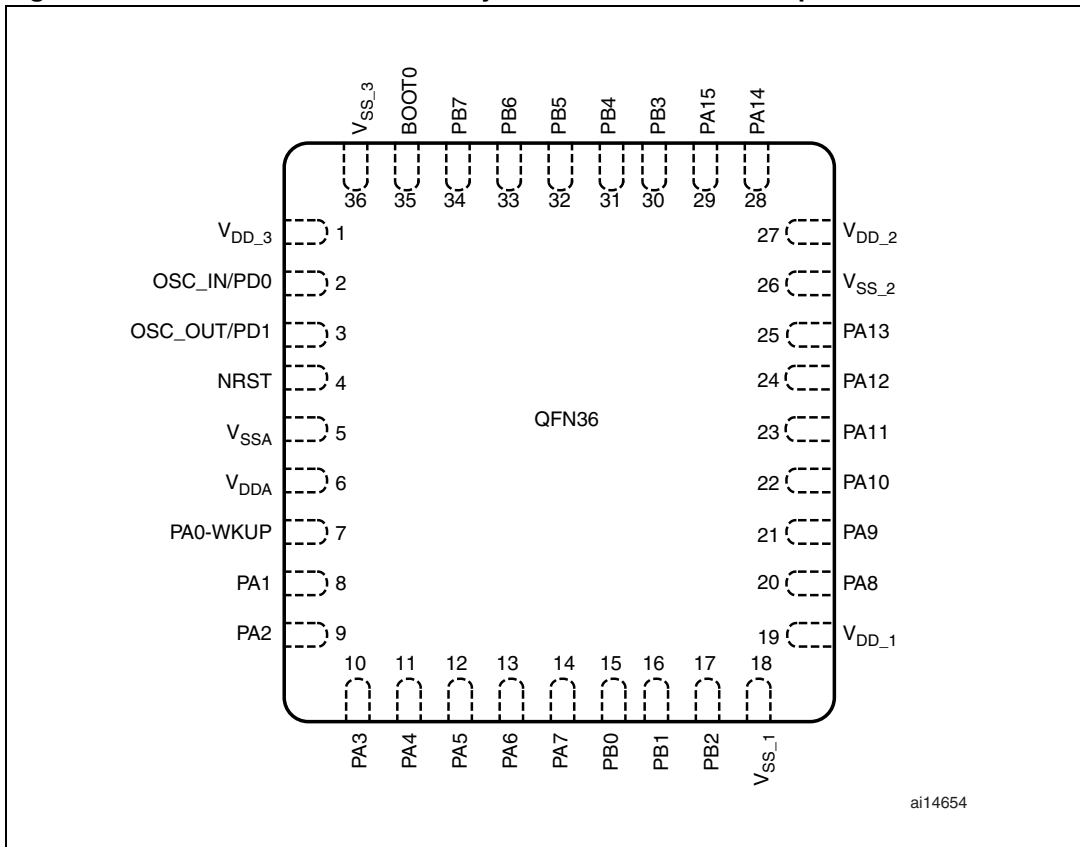 VSS_3
BOOT0
PB7
PB6
PB5
PB4
PB3
PA15
PA14
36
35
34
33
32
31
30
29
28
VDD_3 1
OSC_IN/PD0 2
OSC_OUT/PD1 3
NRST 4
VSSA 5
VDDA 6
PA0-WKUP 7
PA1 8
PA2 9
QFN36
27 VDD_2
26 VSS_2
25 PA13
24 PA12
23 PA11
22 PA10
21 PA9
20 PA8
19 VDD_1
10
11
12
13
14
15
16
17
18
PA3
PA4
PA5
PA6
PA7
PB0
PB1
PB2
VSS_1
ai14654